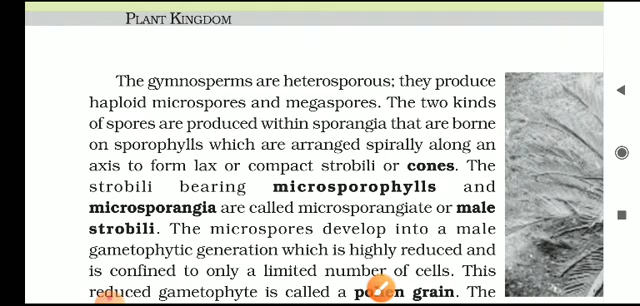 PLANT KINGDOM
The gymnosperms are heterosporous; they produce
haploid microspores and megaspores. The two kinds
of spores are produced within sporangia that are borne
on sporophylls which are arranged spirally along an
axis to form lax or compact strobili or cones. The
strobili bearing microsporophylls and
microsporangia are called microsporangiate or male
strobili. The microspores develop into a male
gametophytic generation which is highly reduced and
is confined to only a limited number of cells. This
reduced gametophyte is called a pollen grain. The